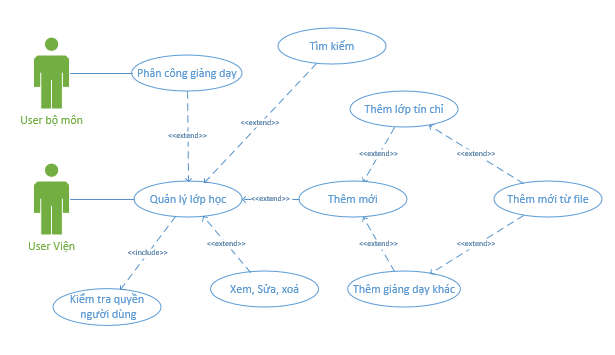 Tìm kiếm
Phân công giảng dạy
User bộ môn
<<extend>>
<<extend>>
Thêm lớp tín chỉ
<<extend>>
<<extend>>
Quản lý lớp học
<<extend>>
Thêm mới
Thêm mới từ file
User Viện
<<include>>
<<extend>>
<<extend>>
<<extend>>
Kiểm tra quyền
người dùng
Xem, Sửa, xoá
Thêm giảng dạy khác